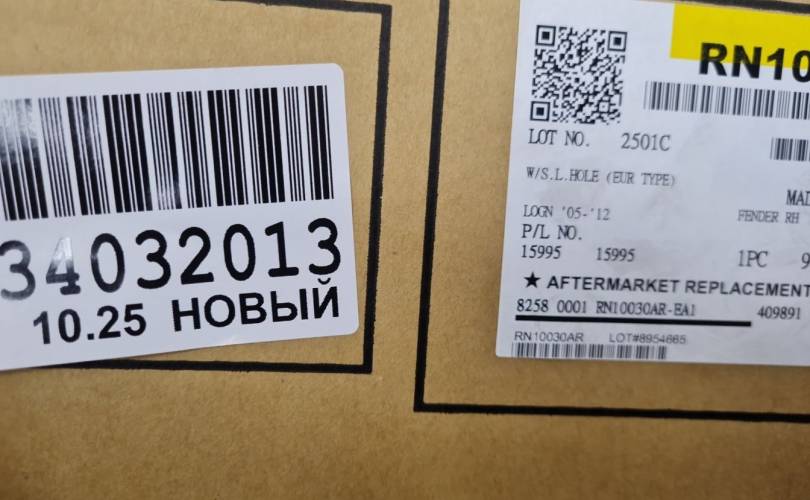 34032013
10.25 НОВЫЙ
RN10
LOT NO. 2501C
W/S.L.HOLE (EUR TYPE)
LOGN '05-'12
FENDER RH
P/L NO.
15995 15995
1PC 9
★ AFTERMARKET REPLACEMENT
8258 0001 RN10030AR-EA1 409891
RN10030AR LOT#8954665